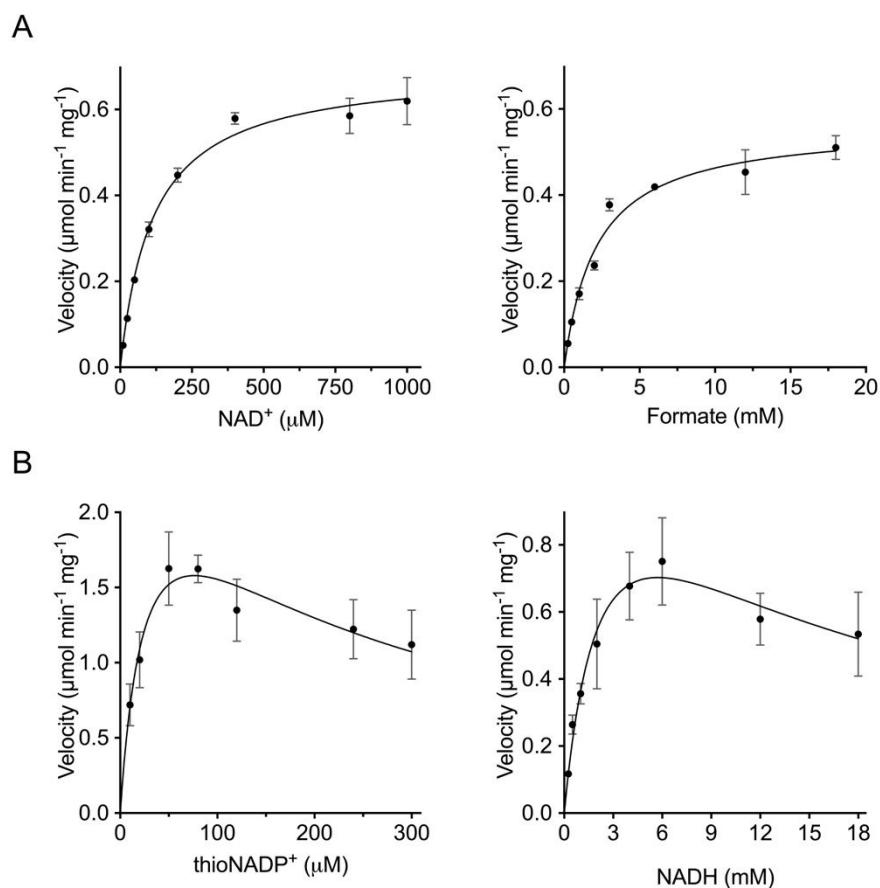 A
Velocity (µmol min⁻¹ mg⁻¹)
0.6
0.4
0.2
0.0
0 250 500 750 1000
NAD⁺ (µM)
Velocity (µmol min⁻¹ mg⁻¹)
0.6
0.4
0.2
0.0
0 5 10 15 20
Formate (mM)
B
Velocity (µmol min⁻¹ mg⁻¹)
2.0
1.5
1.0
0.5
0.0
0 100 200 300
thioNADP⁺ (µM)
Velocity (µmol min⁻¹ mg⁻¹)
0.8
0.6
0.4
0.2
0.0
0 3 6 9 12 15 18
NADH (mM)